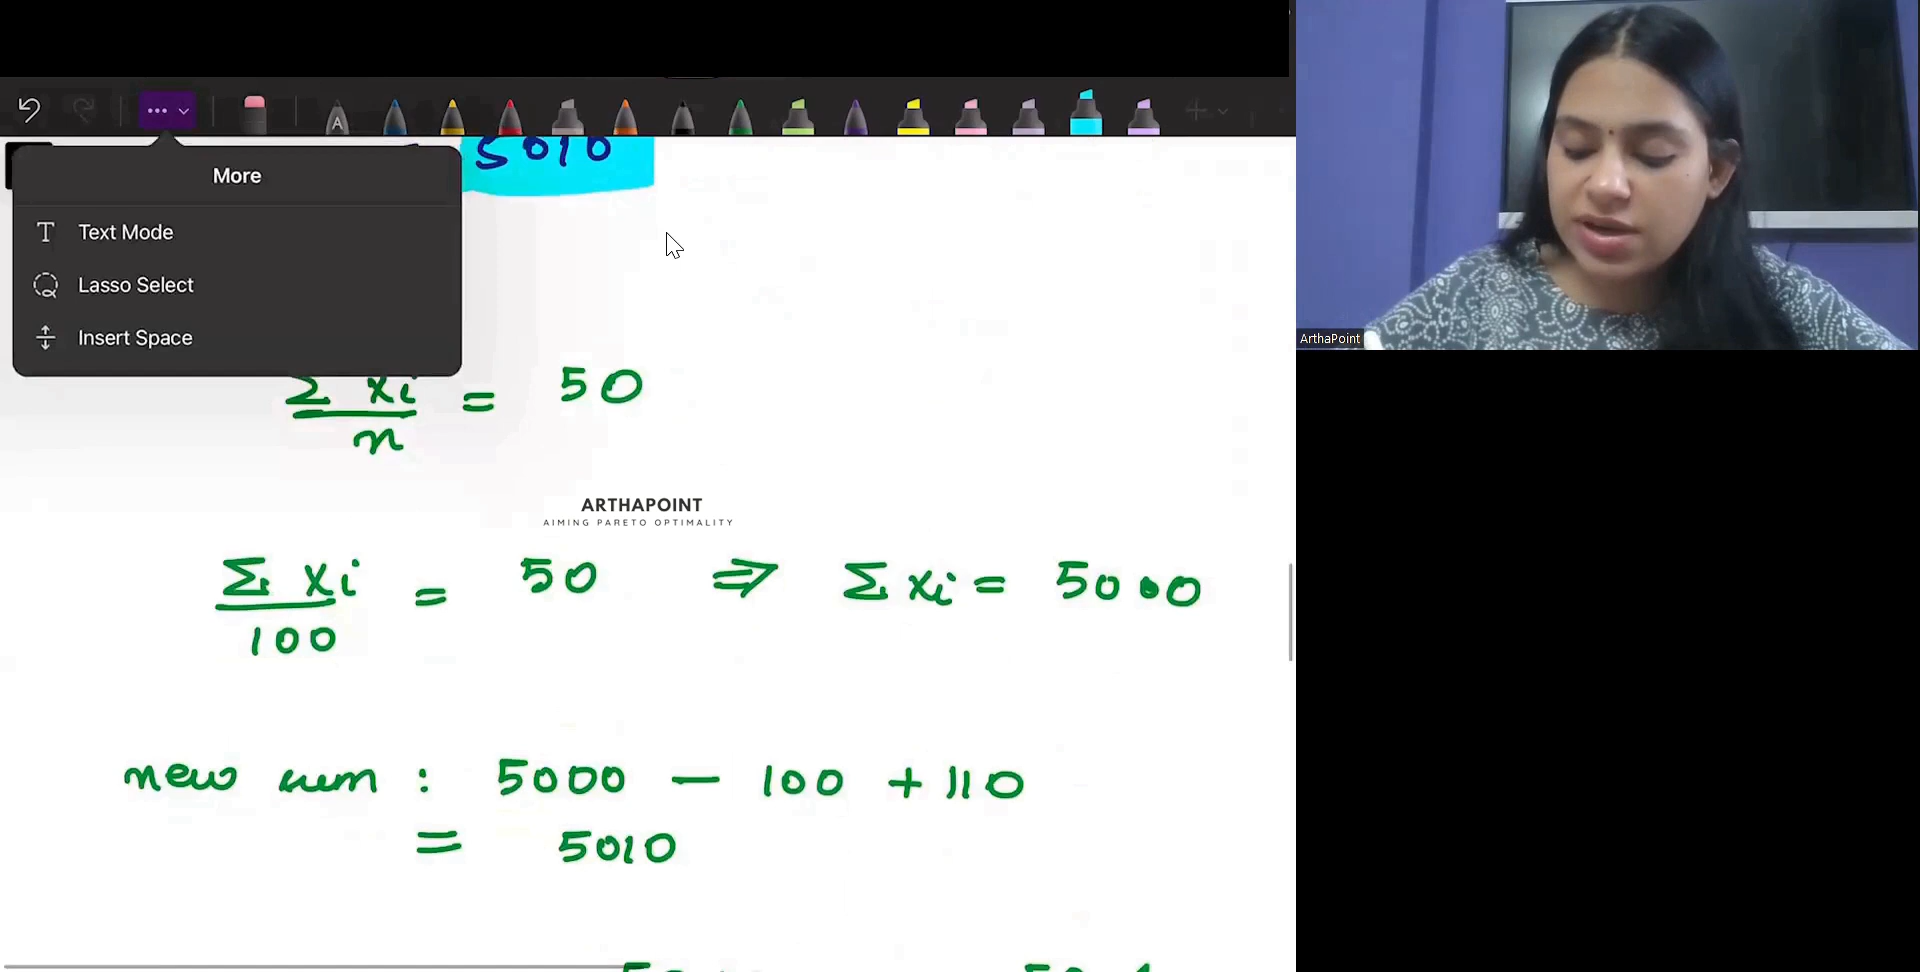 5010
More
Text Mode
Lasso Select
Insert Space
Σ xi / n = 50
ARTHAPOINT
AIMING PARETO OPTIMALITY
Σ xi / 100 = 50 ⇒ Σ xi = 5000
new sum : 5000 − 100 + 110
= 5010
ArthaPoint